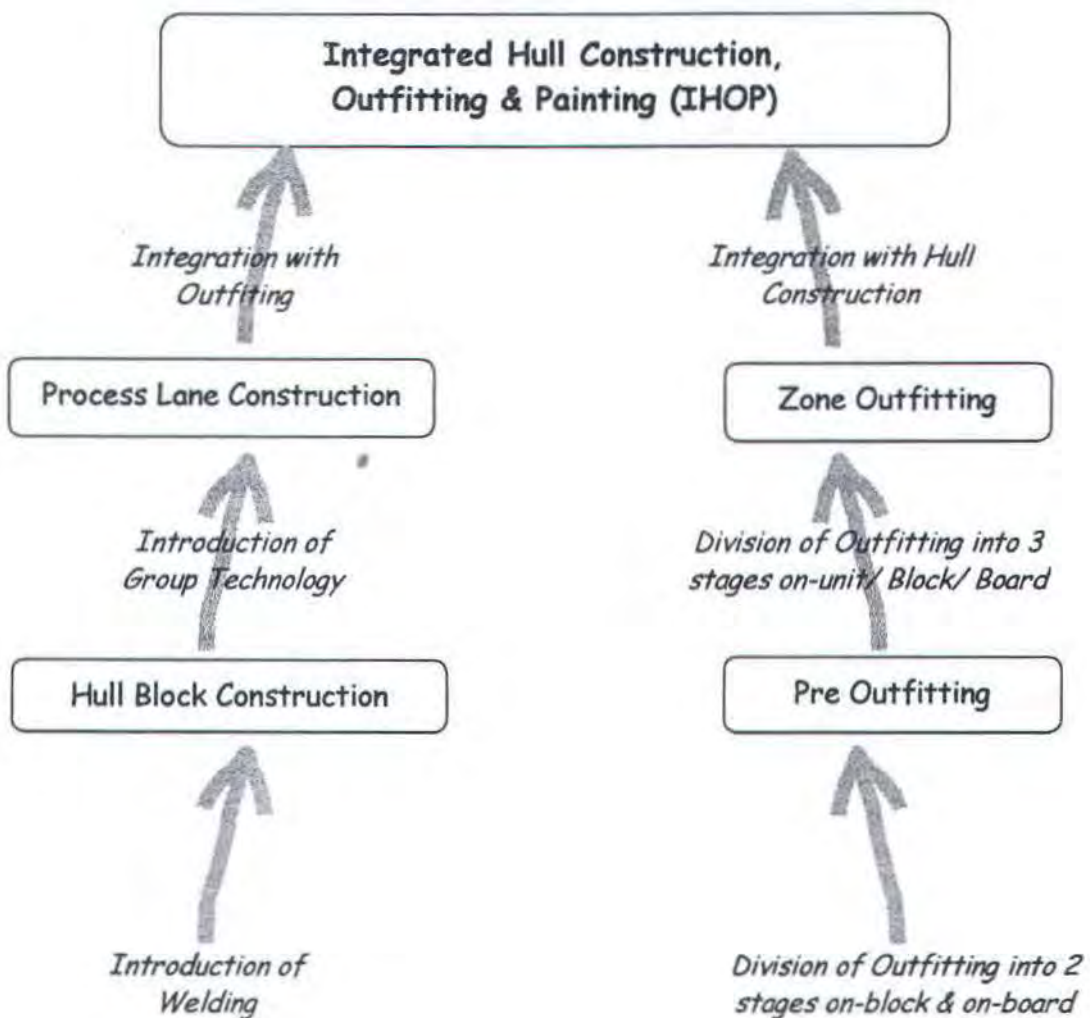 Integrated Hull Construction,
Outfitting & Painting (IHOP)
Integration with
Outfiting
Integration with Hull
Construction
Process Lane Construction
Zone Outfitting
Introduction of
Group Technology
Division of Outfitting into 3
stages on-unit/ Block/ Board
Hull Block Construction
Pre Outfitting
Introduction of
Welding
Division of Outfitting into 2
stages on-block & on-board